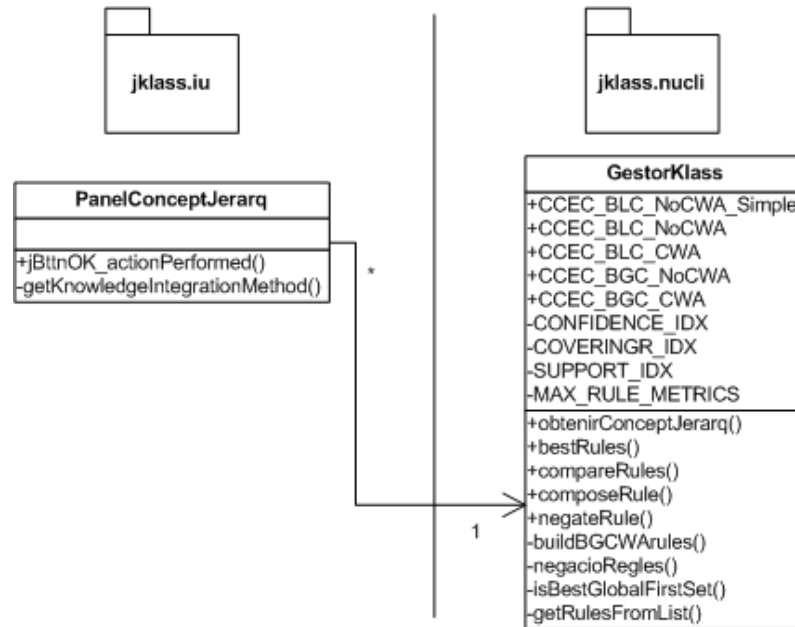 jklass.iu
jklass.nucli
PanelConceptJerarq
+jBttnOK_actionPerformed()
-getKnowledgeIntegrationMethod()
*
1
GestorKlass
+CCEC_BLC_NoCWA_Simple
+CCEC_BLC_NoCWA
+CCEC_BLC_CWA
+CCEC_BGC_NoCWA
+CCEC_BGC_CWA
-CONFIDENCE_IDX
-COVERINGR_IDX
-SUPPORT_IDX
-MAX_RULE_METRICS
+obtenirConceptJerarq()
+bestRules()
+compareRules()
+composeRule()
+negateRule()
-buildBGCWArules()
-negacioRegles()
-isBestGlobalFirstSet()
-getRulesFromList()